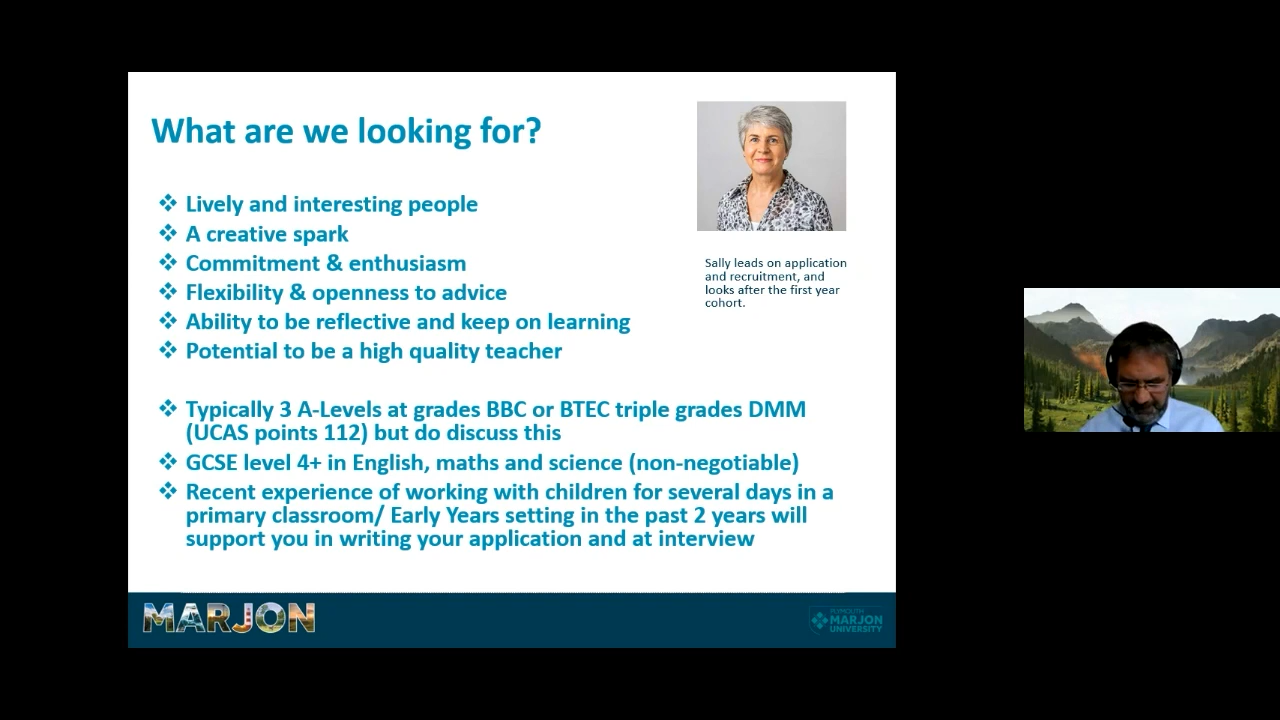 What are we looking for?
❖ Lively and interesting people
❖ A creative spark
❖ Commitment & enthusiasm
❖ Flexibility & openness to advice
❖ Ability to be reflective and keep on learning
❖ Potential to be a high quality teacher
Sally leads on application
and recruitment, and
looks after the first year
cohort.
❖ Typically 3 A-Levels at grades BBC or BTEC triple grades DMM
(UCAS points 112) but do discuss this
❖ GCSE level 4+ in English, maths and science (non-negotiable)
❖ Recent experience of working with children for several days in a
primary classroom/ Early Years setting in the past 2 years will
support you in writing your application and at interview
MARJON
PLYMOUTH
MARJON
UNIVERSITY